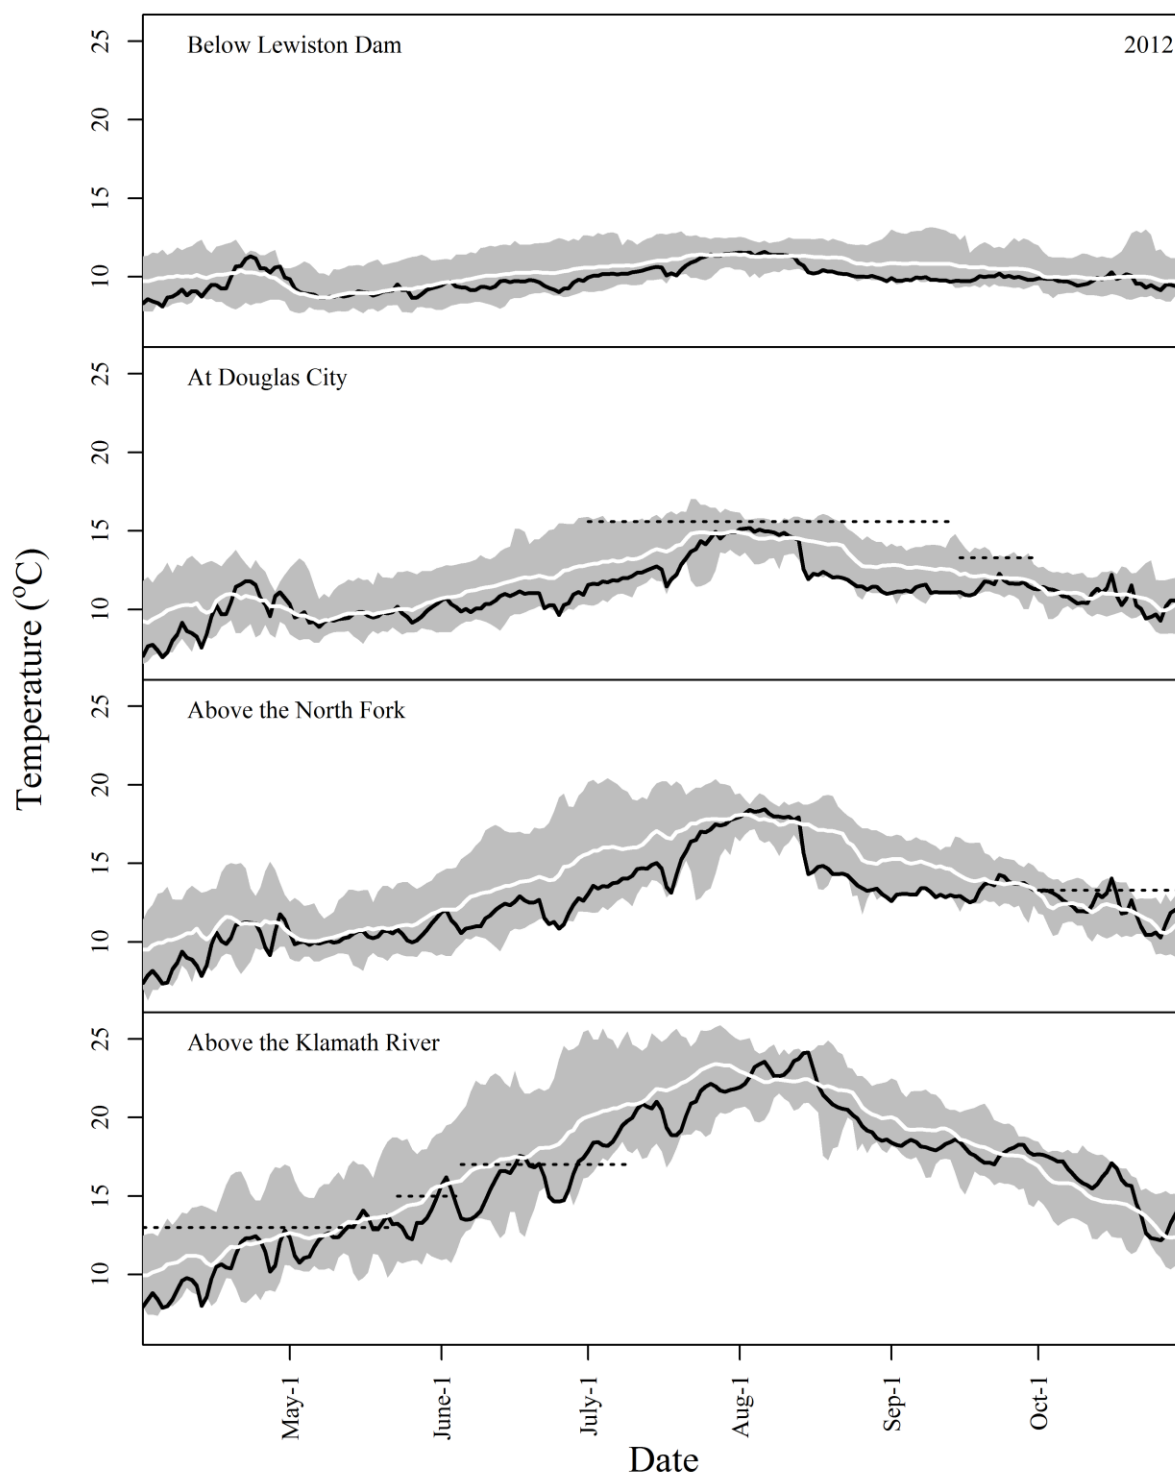 Below Lewiston Dam
2012
25
20
15
10
At Douglas City
25
20
15
10
Above the North Fork
25
20
15
10
Above the Klamath River
25
20
15
10
Temperature (°C)
May-1
June-1
July-1
Aug-1
Sep-1
Oct-1
Date